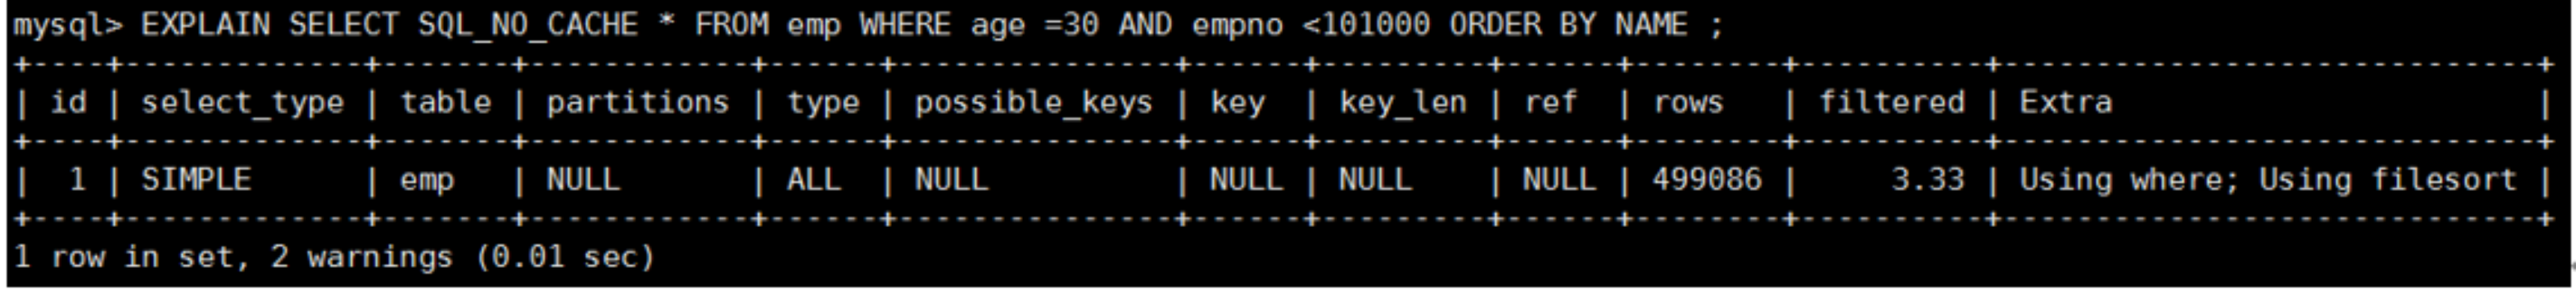 mysql> EXPLAIN SELECT SQL_NO_CACHE * FROM emp WHERE age =30 AND empno <101000 ORDER BY NAME ;
+----+-------------+-------+------------+------+---------------+------+---------+------+--------+----------+-----------------------------+
| id | select_type | table | partitions | type | possible_keys | key  | key_len | ref  | rows   | filtered | Extra                       |
+----+-------------+-------+------------+------+---------------+------+---------+------+--------+----------+-----------------------------+
|  1 | SIMPLE      | emp   | NULL       | ALL  | NULL          | NULL | NULL    | NULL | 499086 |     3.33 | Using where; Using filesort |
+----+-------------+-------+------------+------+---------------+------+---------+------+--------+----------+-----------------------------+
1 row in set, 2 warnings (0.01 sec)